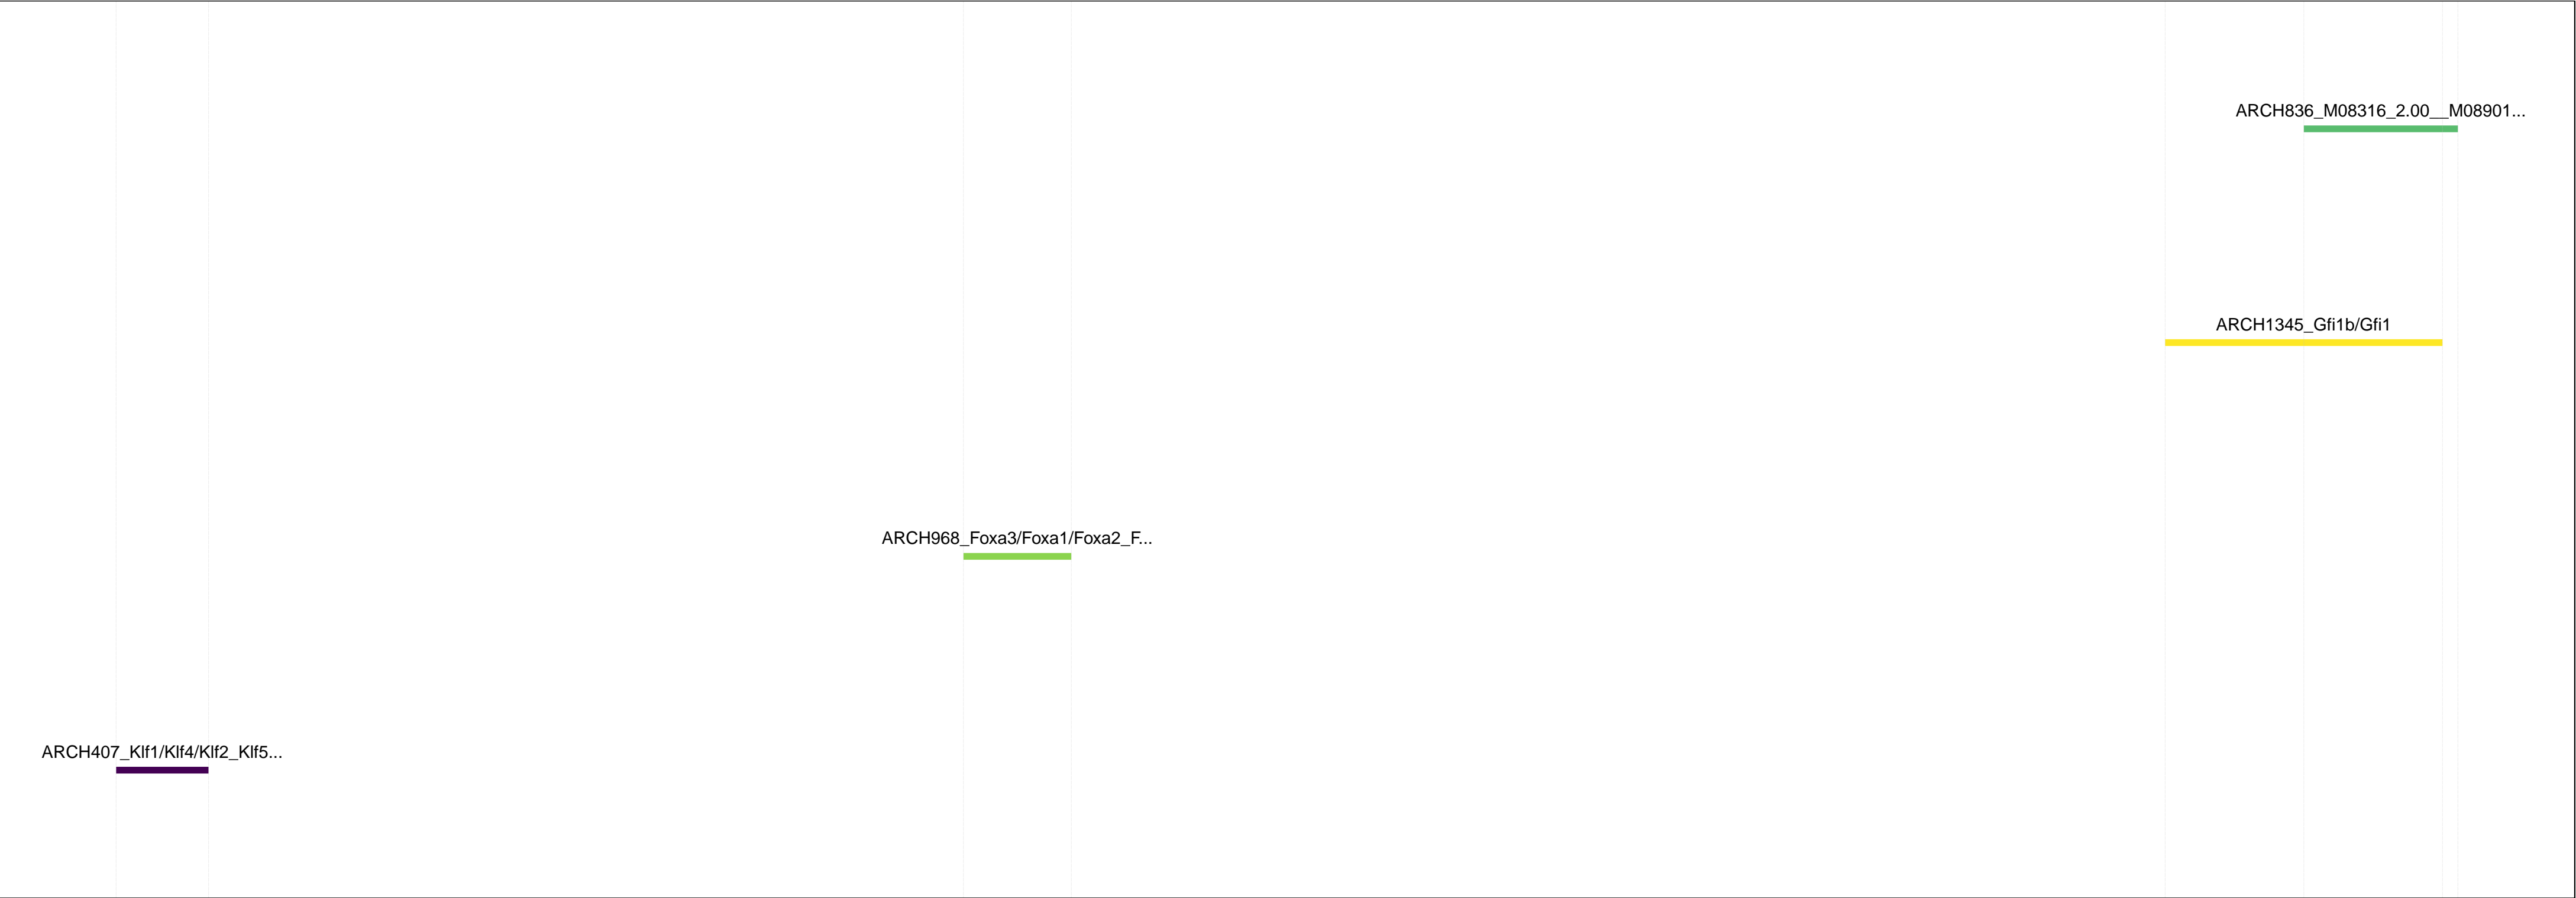 ARCH836_M08316_2.00__M08901...
ARCH1345_Gfi1b/Gfi1
ARCH968_Foxa3/Foxa1/Foxa2_F...
ARCH407_Klf1/Klf4/Klf2_Klf5...